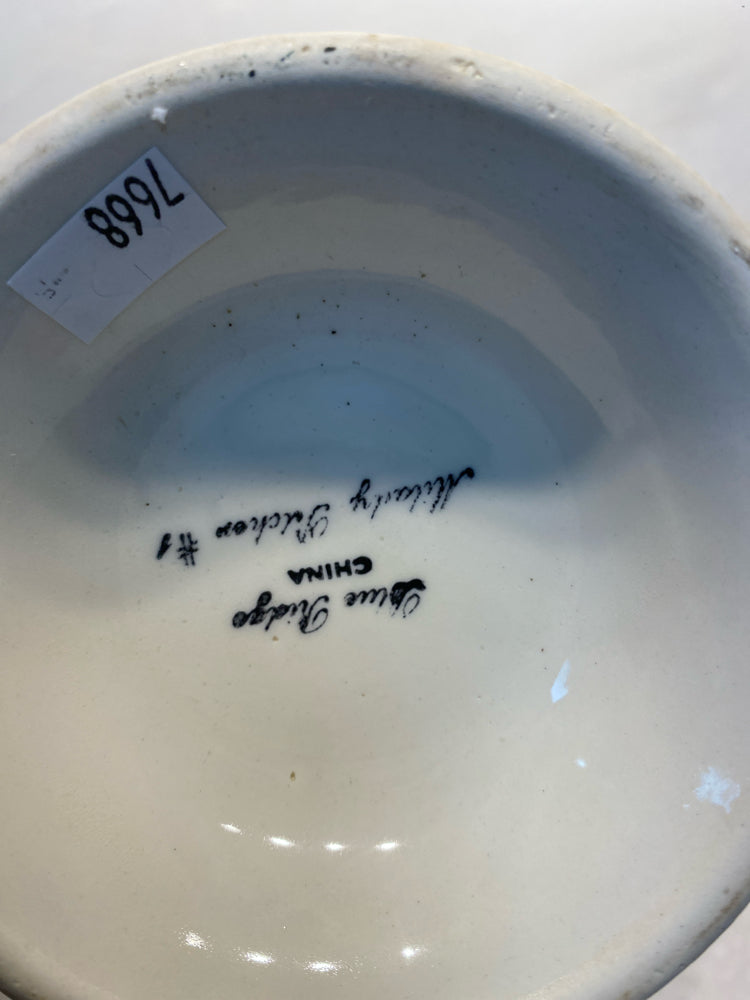 Blue Ridge
CHINA
Milady Pitcher #1
7668